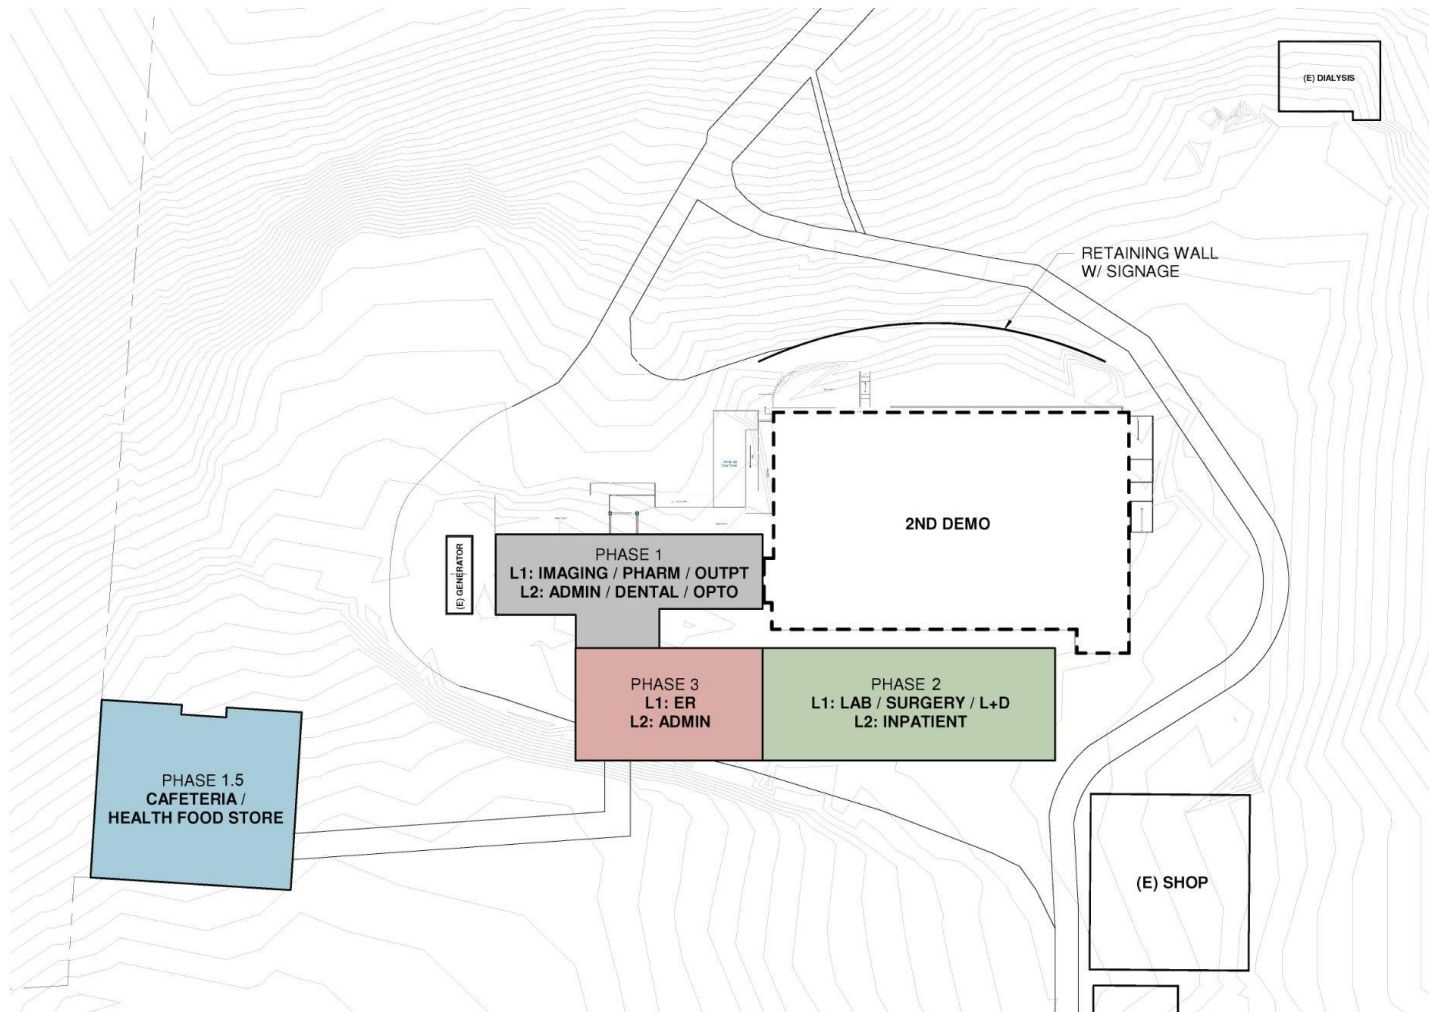 (E) DIALYSIS
RETAINING WALL
W/ SIGNAGE
2ND DEMO
(E) GENERATOR
PHASE 1
L1: IMAGING / PHARM / OUTPT
L2: ADMIN / DENTAL / OPTO
PHASE 3
L1: ER
L2: ADMIN
PHASE 2
L1: LAB / SURGERY / L+D
L2: INPATIENT
PHASE 1.5
CAFETERIA /
HEALTH FOOD STORE
(E) SHOP